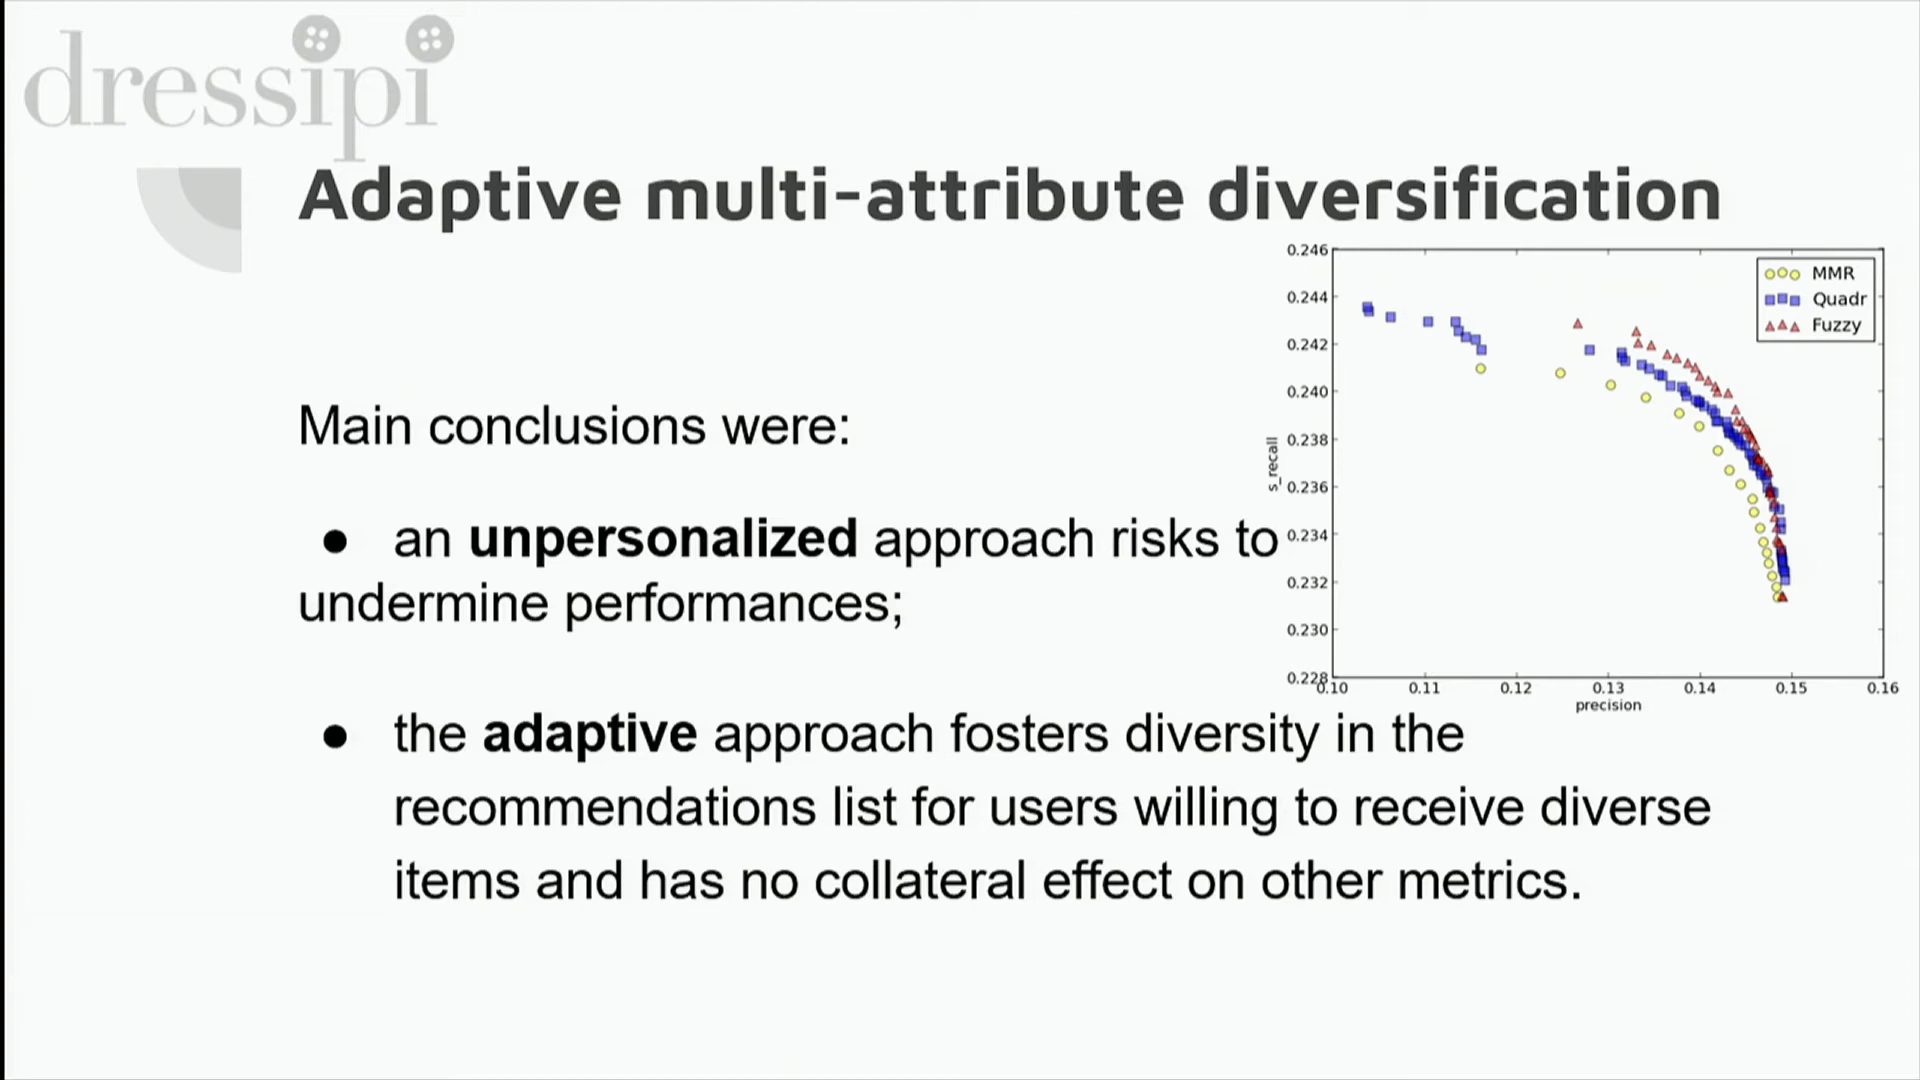 dressipi
Adaptive multi-attribute diversification
Main conclusions were:
● an unpersonalized approach risks to
undermine performances;
● the adaptive approach fosters diversity in the
recommendations list for users willing to receive diverse
items and has no collateral effect on other metrics.
0.246
0.244
0.242
0.240
0.238
0.236
0.234
0.232
0.230
0.228
s_recall
0.10 0.11 0.12 0.13 0.14 0.15 0.16
precision
MMR
Quadr
Fuzzy